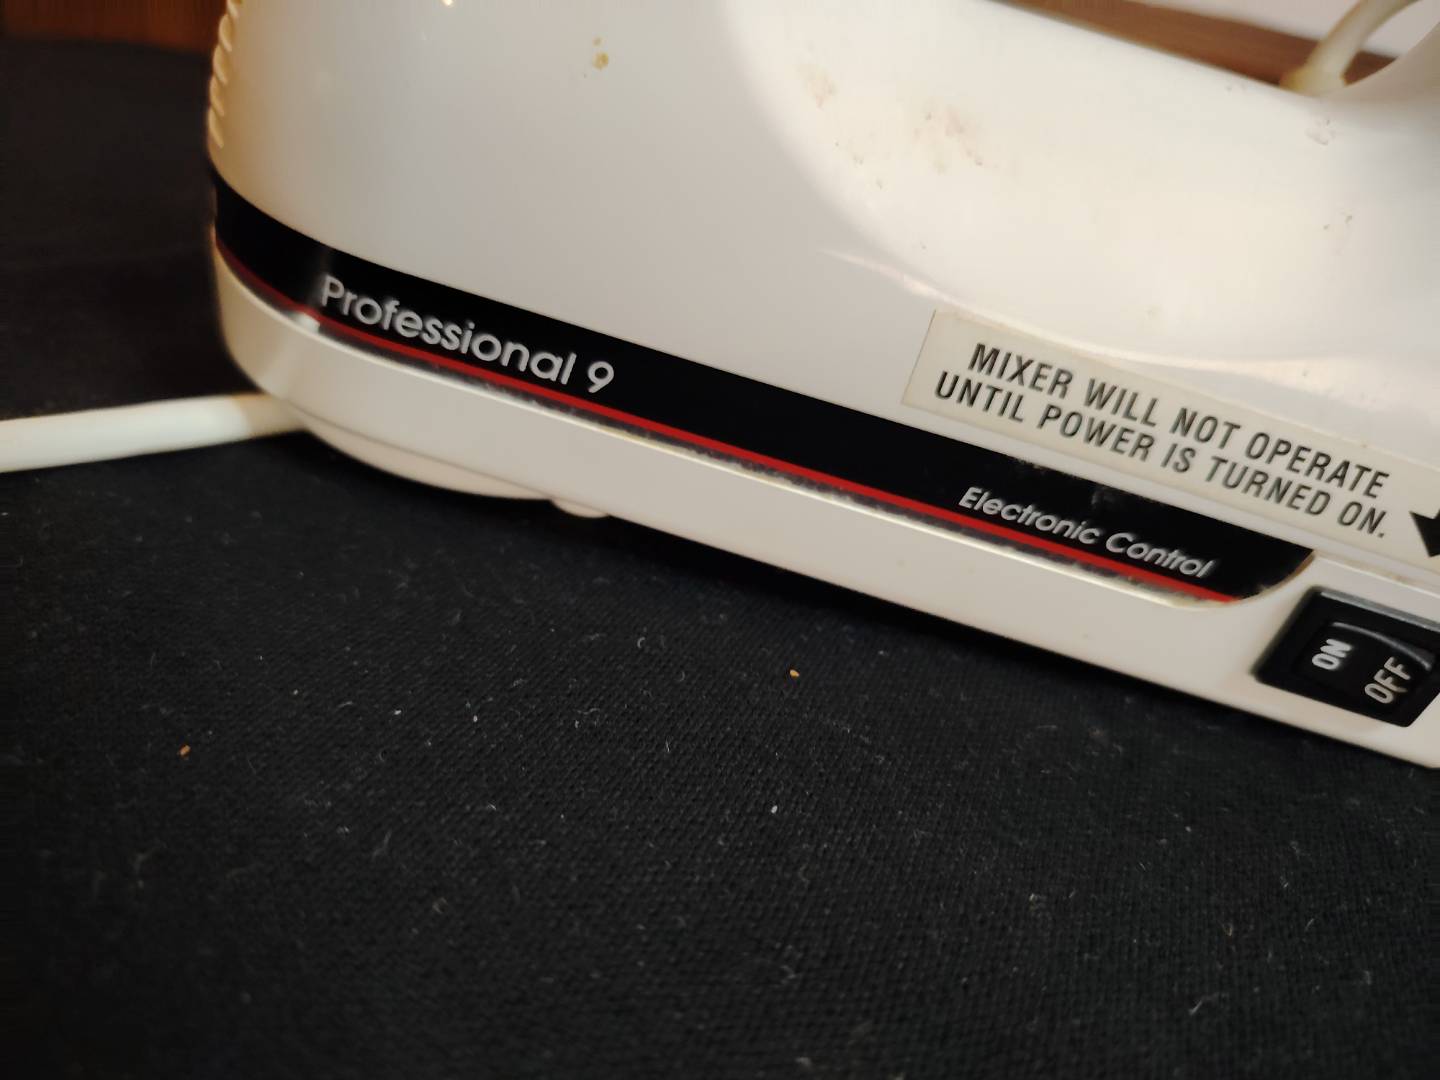 Professional 9
MIXER WILL NOT OPERATE
UNTIL POWER IS TURNED ON.
Electronic Control
ON
OFF